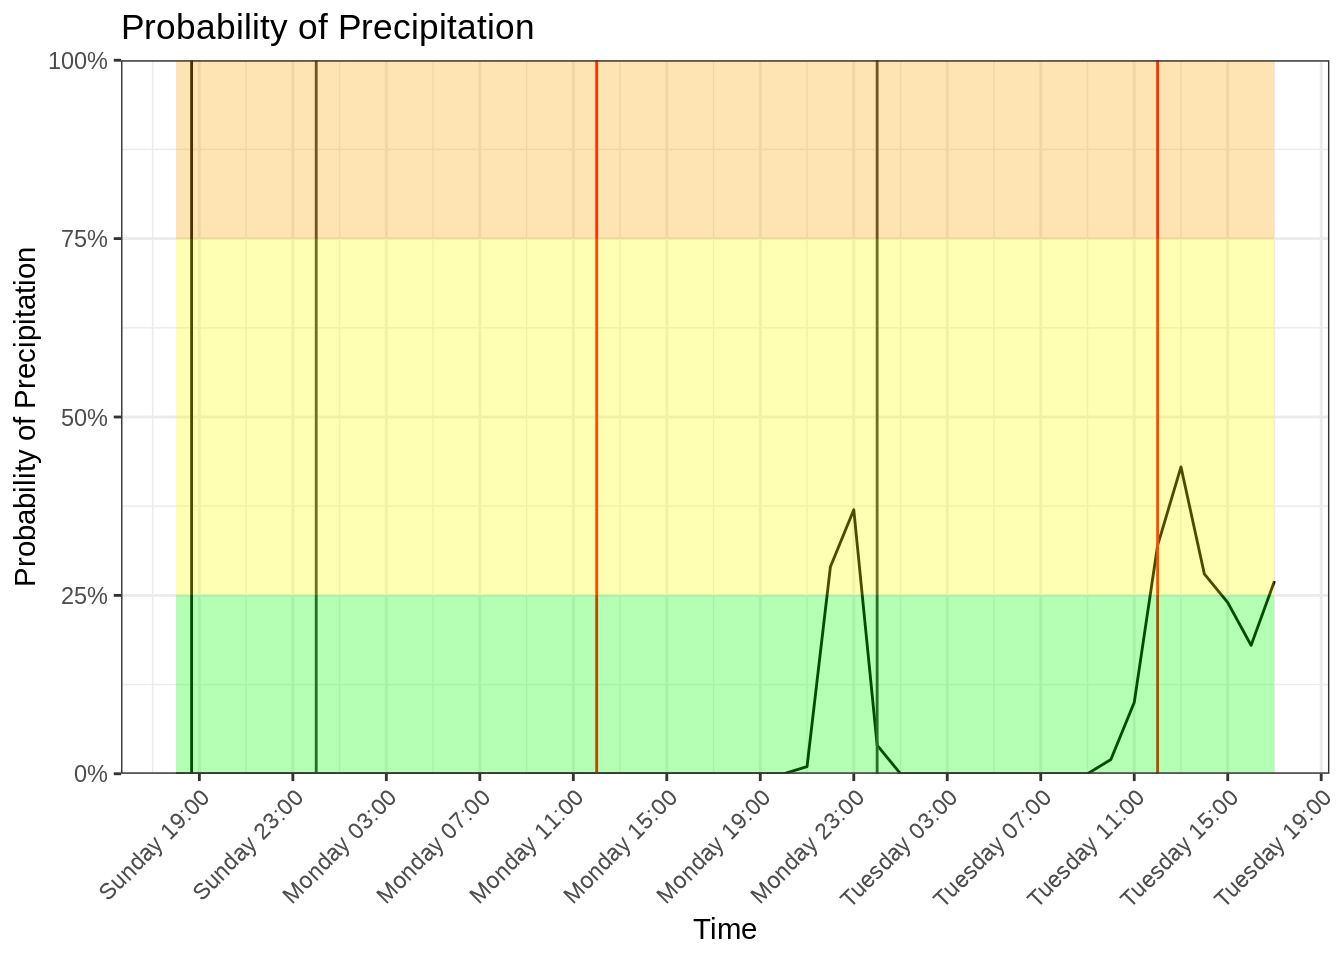 Probability of Precipitation
Probability of Precipitation
100%
75%
50%
25%
0%
Sunday 19:00
Sunday 23:00
Monday 03:00
Monday 07:00
Monday 11:00
Monday 15:00
Monday 19:00
Monday 23:00
Tuesday 03:00
Tuesday 07:00
Tuesday 11:00
Tuesday 15:00
Tuesday 19:00
Time